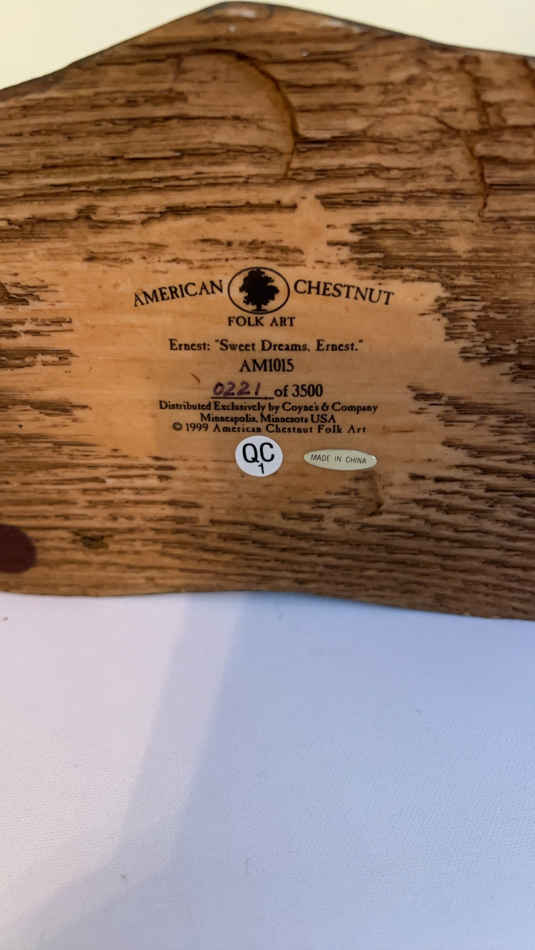 AMERICAN CHESTNUT
FOLK ART
Ernest: "Sweet Dreams, Ernest."
AM1015
0221 of 3500
Distributed Exclusively by Coyne's & Company
Minneapolis, Minnesota USA
© 1999 American Chestnut Folk Art
QC
1
MADE IN CHINA